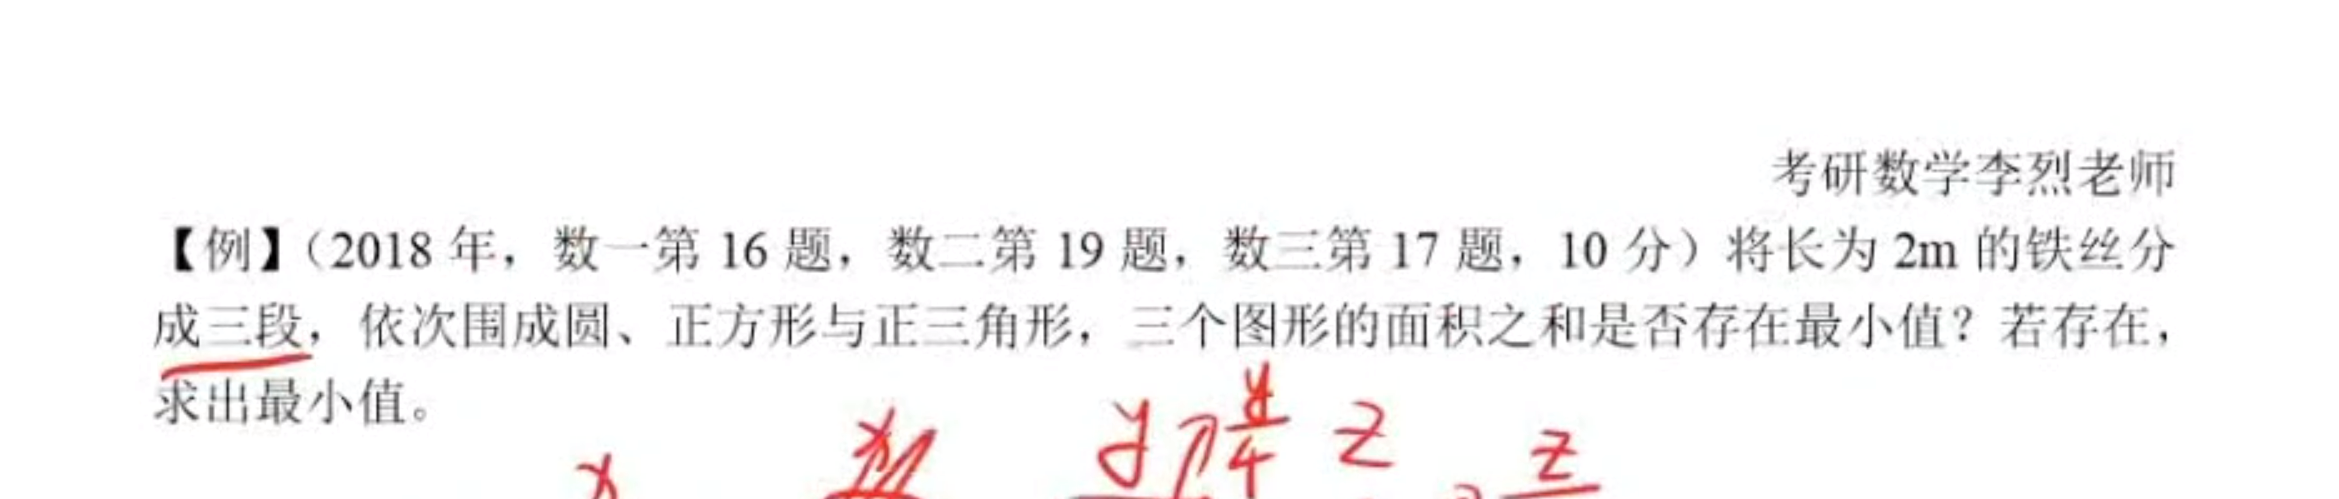 考研数学李烈老师
【例】（2018 年，数一第 16 题，数二第 19 题，数三第 17 题，10 分）将长为 2m 的铁丝分
成三段，依次围成圆、正方形与正三角形，三个图形的面积之和是否存在最小值？若存在，
求出最小值。
x y y/4 z z